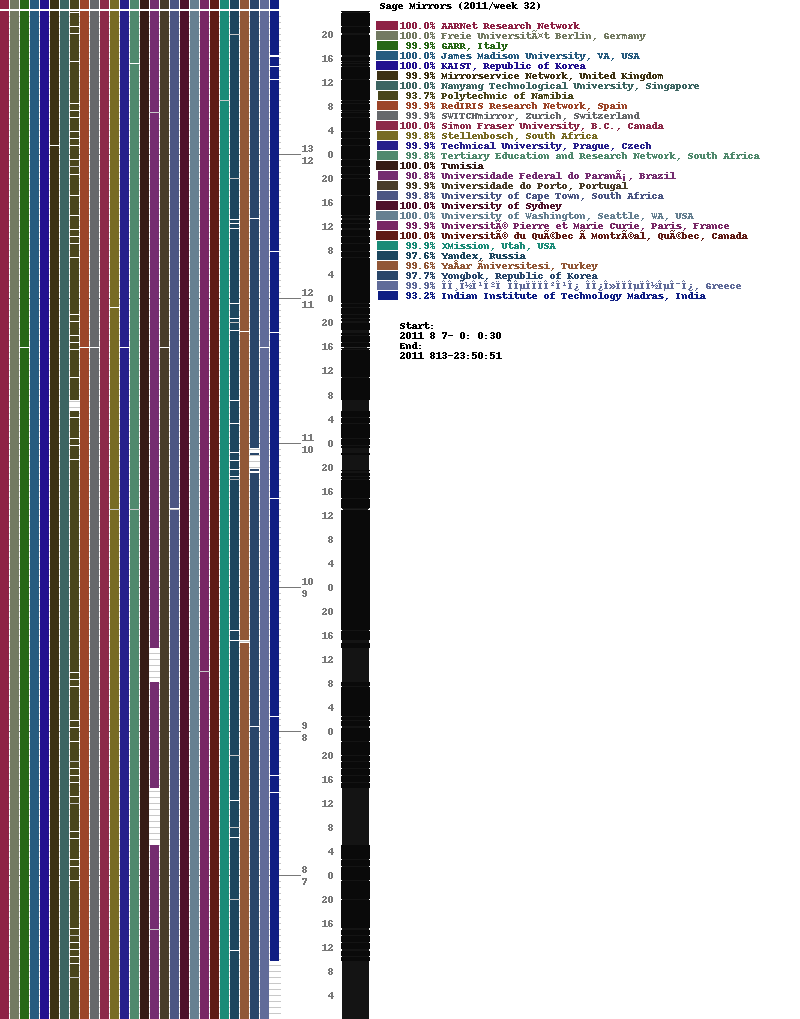 Sage Mirrors (2011/week 32)
100.0% AARNet Research Network
100.0% Freie UniversitÃ¤t Berlin, Germany
99.9% GARR, Italy
100.0% James Madison University, VA, USA
100.0% KAIST, Republic of Korea
99.9% Mirrorservice Network, United Kingdom
100.0% Nanyang Technological University, Singapore
93.7% Polytechnic of Namibia
99.9% RedIRIS Research Network, Spain
99.9% SWITCHmirror, Zurich, Switzerland
100.0% Simon Fraser University, B.C., Canada
99.8% Stellenbosch, South Africa
99.9% Technical University, Prague, Czech
99.8% Tertiary Education and Research Network, South Africa
100.0% Tunisia
90.8% Universidade Federal do ParanÃ¡, Brazil
99.9% Universidade do Porto, Portugal
99.8% University of Cape Town, South Africa
100.0% University of Sydney
100.0% University of Washington, Seattle, WA, USA
99.9% UniversitÃ© Pierre et Marie Curie, Paris, France
100.0% UniversitÃ© du QuÃ©bec Ã MontrÃ©al, QuÃ©bec, Canada
99.9% XMission, Utah, USA
97.6% Yandex, Russia
99.6% YaÅar Ãniversitesi, Turkey
97.7% Yongbok, Republic of Korea
99.9% Greece
93.2% Indian Institute of Technology Madras, India
Start:
2011 8 7- 0: 0:30
End:
2011 813-23:50:51
20
16
12
8
4
13
12
0
20
16
12
8
4
12
11
0
20
16
12
8
4
11
10
0
20
16
12
8
4
10
9
0
20
16
12
8
4
9
8
0
20
16
12
8
4
8
7
0
20
16
12
8
4